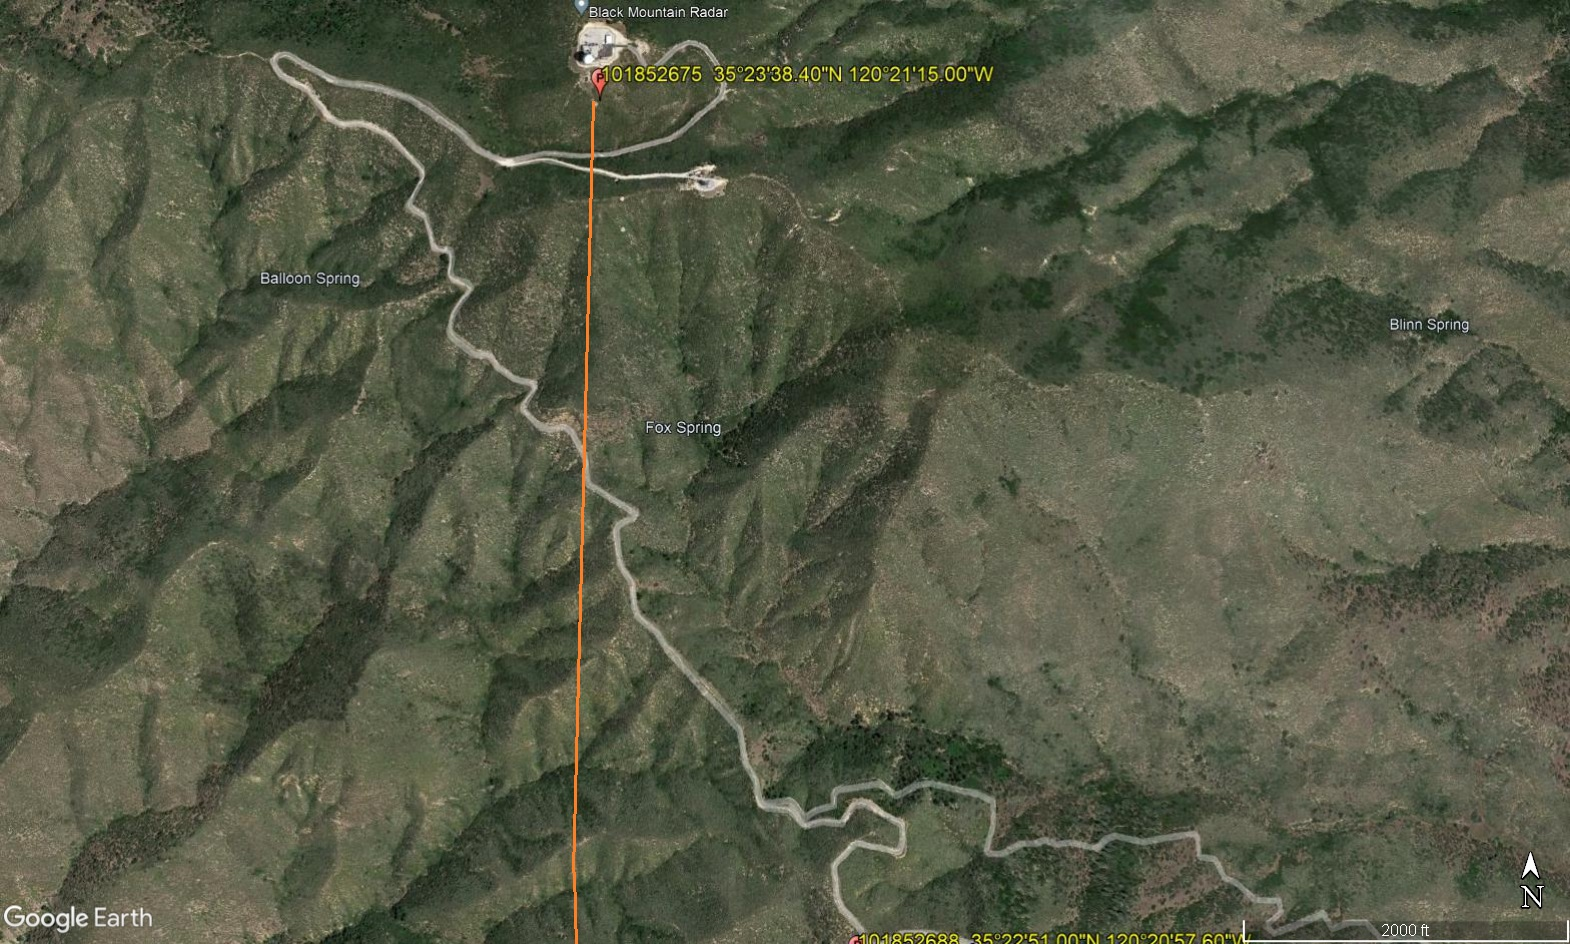 Black Mountain Radar
101852675 35°23'38.40"N 120°21'15.00"W
Balloon Spring
Blinn Spring
Fox Spring
N
Google Earth
2000 ft
101852688 35°22'51.00"N 120°20'57.60"W